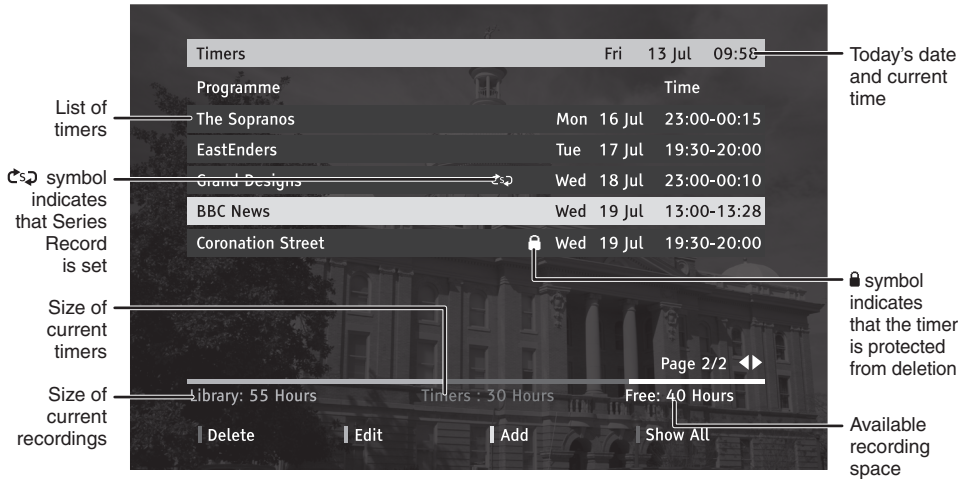 Timers Fri 13 Jul 09:58
Programme Time
The Sopranos Mon 16 Jul 23:00-00:15
EastEnders Tue 17 Jul 19:30-20:00
Grand Designs S Wed 18 Jul 23:00-00:10
BBC News Wed 19 Jul 13:00-13:28
Coronation Street Wed 19 Jul 19:30-20:00
Page 2/2
Library: 55 Hours Timers : 30 Hours Free: 40 Hours
Delete Edit Add Show All
List of
timers
S symbol
indicates
that Series
Record
is set
Size of
current
timers
Size of
current
recordings
Today's date
and current
time
symbol
indicates
that the timer
is protected
from deletion
Available
recording
space